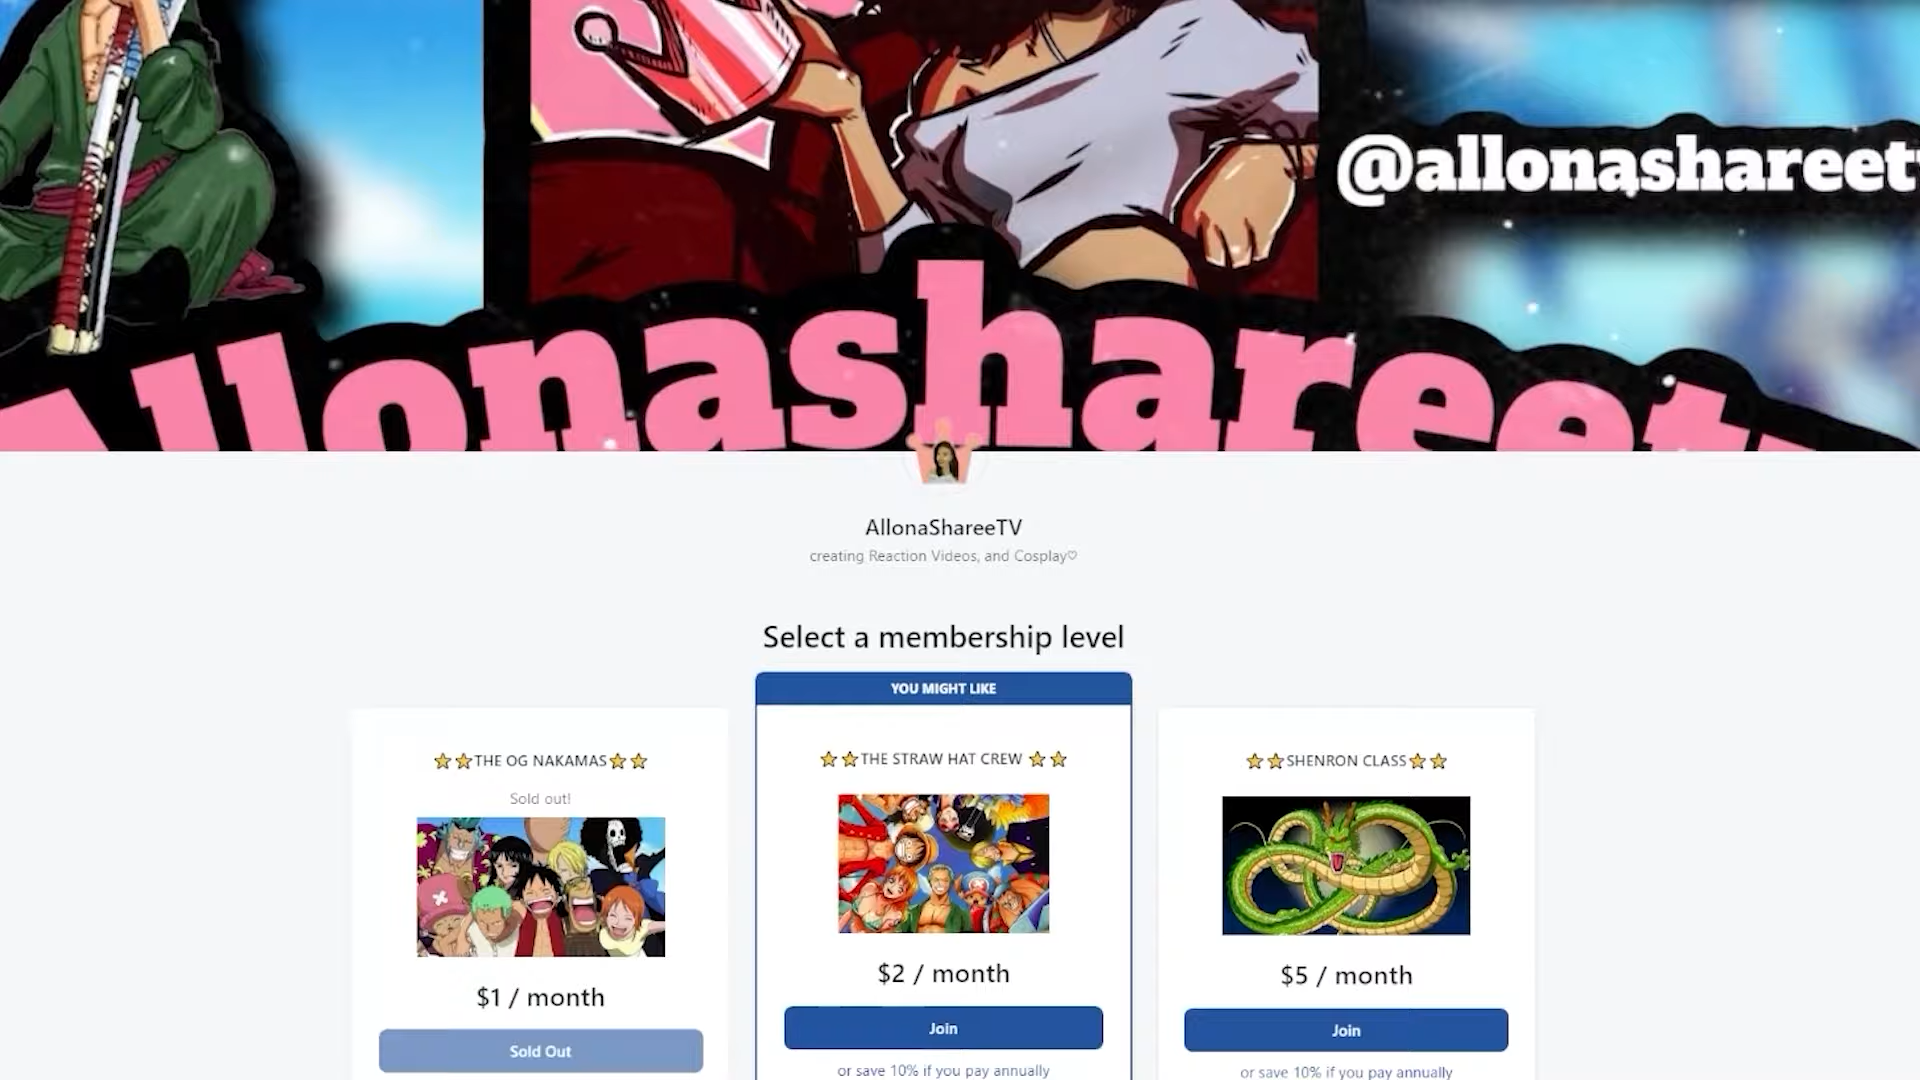 @allonashareet
Allonashareet
AllonaShareeTV
creating Reaction Videos, and Cosplay♡
Select a membership level
YOU MIGHT LIKE
⭐⭐THE OG NAKAMAS⭐⭐
Sold out!
$1 / month
Sold Out
⭐⭐THE STRAW HAT CREW ⭐⭐
$2 / month
Join
or save 10% if you pay annually
⭐⭐SHENRON CLASS⭐⭐
$5 / month
Join
or save 10% if you pay annually